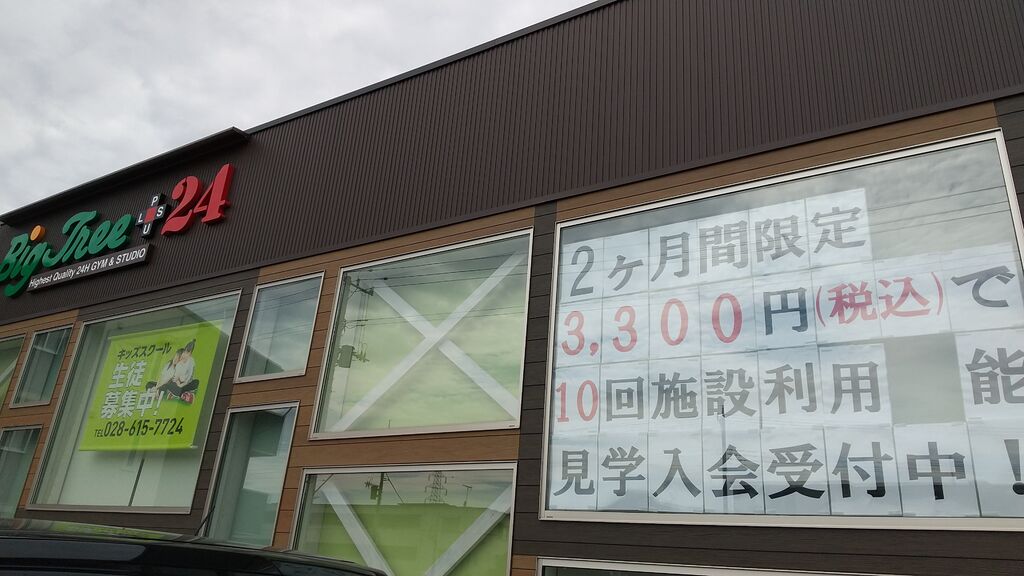 Big Tree PLUS 24
Highest Quality 24H GYM & STUDIO
キッズスクール
生徒
募集中!
TEL 028-615-7724
2ヶ月間限定
3,300円(税込)で
10回施設利用 能
見学入会受付中!